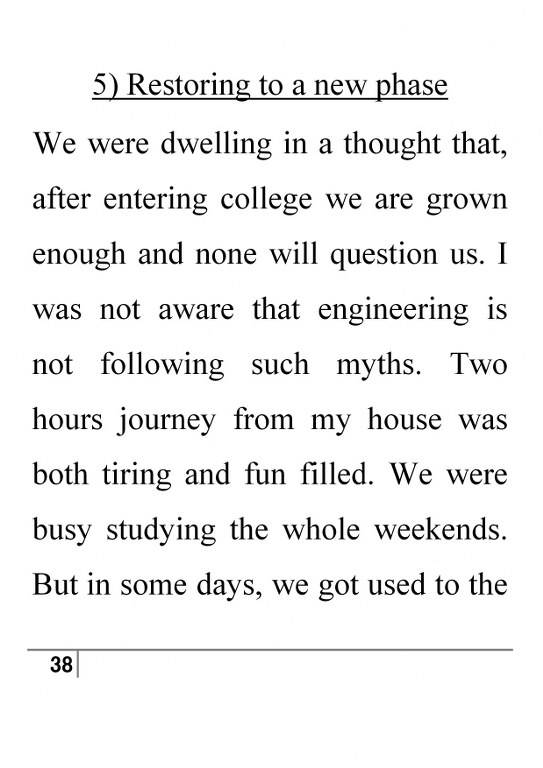 5) Restoring to a new phase
We were dwelling in a thought that,
after entering college we are grown
enough and none will question us. I
was not aware that engineering is
not following such myths. Two
hours journey from my house was
both tiring and fun filled. We were
busy studying the whole weekends.
But in some days, we got used to the
38